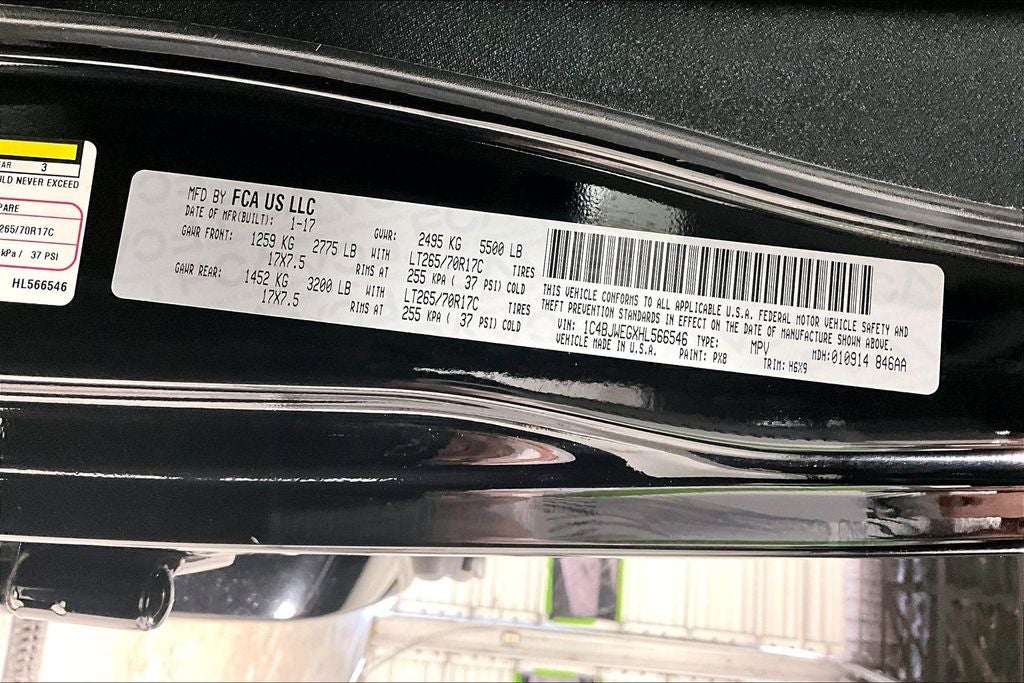 AR 3
ULD NEVER EXCEED
PARE
265/70R17C
kPa / 37 PSI
HL566546
MFD BY FCA US LLC
DATE OF MFR(BUILT): 1-17
GVWR: 2495 KG 5500 LB
GAWR FRONT: 1259 KG 2775 LB WITH LT265/70R17C TIRES
17X7.5 RIMS AT 255 KPA ( 37 PSI) COLD
GAWR REAR: 1452 KG 3200 LB WITH LT265/70R17C TIRES
17X7.5 RIMS AT 255 KPA ( 37 PSI) COLD
THIS VEHICLE CONFORMS TO ALL APPLICABLE U.S.A. FEDERAL MOTOR VEHICLE SAFETY AND
THEFT PREVENTION STANDARDS IN EFFECT ON THE DATE OF MANUFACTURE SHOWN ABOVE.
VIN: 1C4BJWEGXHL566546 TYPE: MPV MDH:010914 846AA
VEHICLE MADE IN U.S.A. PAINT: PX8 TRIM: H6X9